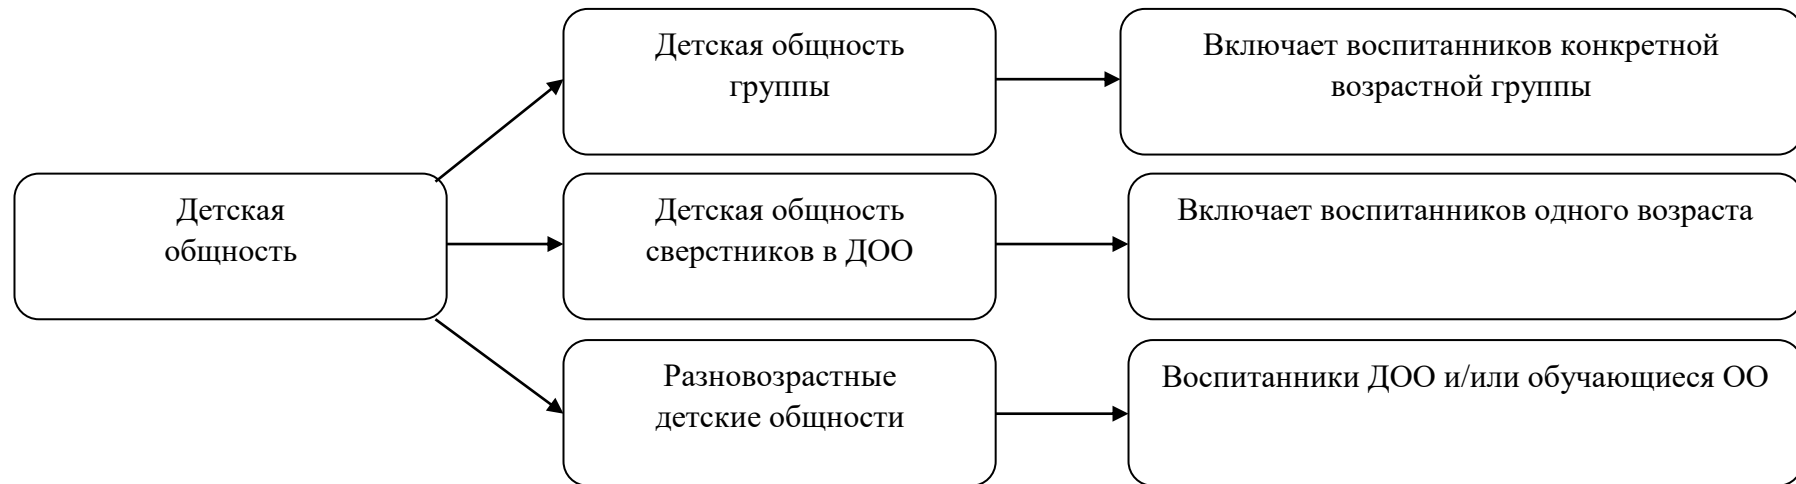 Детская общность
группы
Включает воспитанников конкретной
возрастной группы
Детская
общность
Детская общность
сверстников в ДОО
Включает воспитанников одного возраста
Разновозрастные
детские общности
Воспитанники ДОО и/или обучающиеся ОО